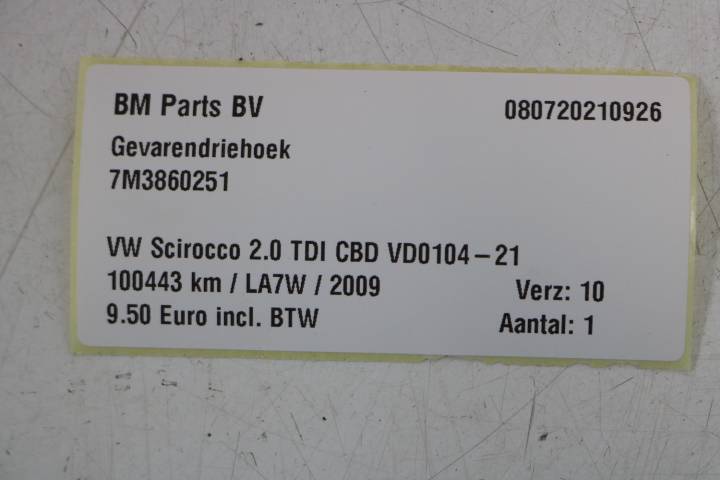 BM Parts BV 080720210926
Gevarendriehoek
7M3860251
VW Scirocco 2.0 TDI CBD VD0104-21
100443 km / LA7W / 2009 Verz: 10
9.50 Euro incl. BTW Aantal: 1